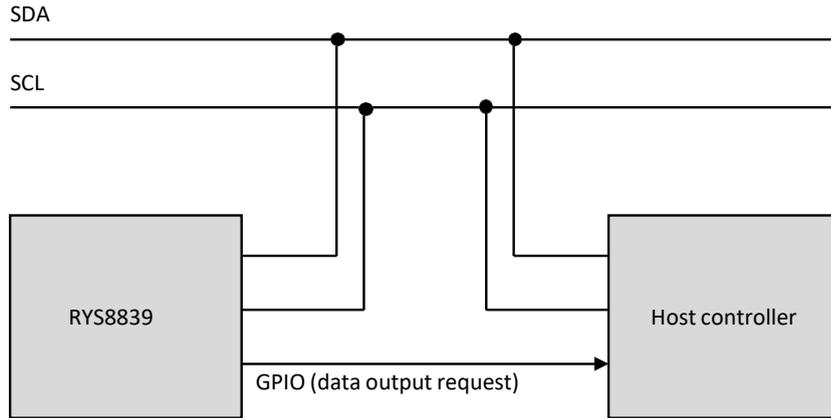 SDA
SCL
RYS8839
Host controller
GPIO (data output request)